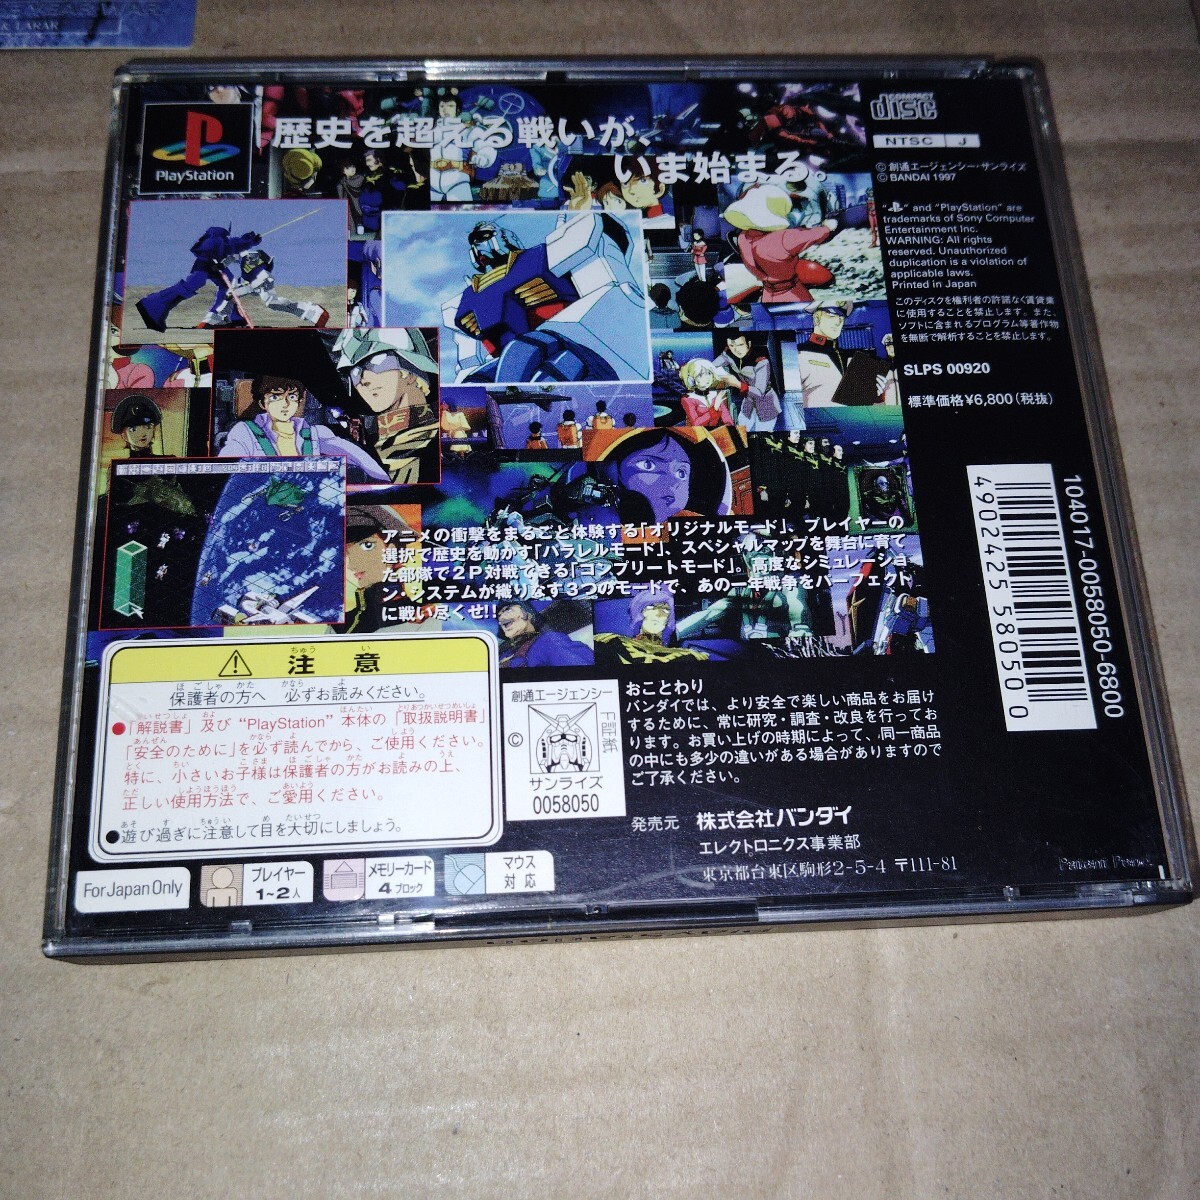 & LARAR
PlayStation
歴史を超える戦いが、
いま始まる。
COMPACT
disc
NTSC J
© 創通エージェンシー・サンライズ
© BANDAI 1997
" " and "PlayStation" are
trademarks of Sony Computer
Entertainment Inc.
WARNING: All rights
reserved. Unauthorized
duplication is a violation of
applicable laws.
Printed in Japan
このディスクを権利者の許諾なく賃貸業
に使用することを禁止します。また、
ソフトに含まれるプログラム等著作物
を無断で解析することを禁止します。
SLPS 00920
標準価格¥6,800(税抜)
104017-0058050-6800
4902425 58050 0
アニメの衝撃をまるごと体験する「オリジナルモード」、プレイヤーの
選択で歴史を動かす「パラレルモード」、スペシャルマップを舞台に育て
た部隊で2P対戦できる「コンプリートモード」。高度なシミュレーショ
ン・システムが織りなす3つのモードで、あの一年戦争をパーフェクト
に戦い尽くせ!!
注意
ちゅう い
保護者の方へ 必ずお読みください。
ほごしゃ かた かなら よ
●「解説書」及び"PlayStation"本体の「取扱説明書」
「安全のために」を必ず読んでから、ご使用ください。
特に、小さいお子様は保護者の方がお読みの上、
正しい使用方法で、ご愛用ください。
●遊び過ぎに注意して目を大切にしましょう。
創通エージェンシー
©
F証紙
サンライズ
0058050
おことわり
バンダイでは、より安全で楽しい商品をお届け
するために、常に研究・調査・改良を行ってお
ります。お買い上げの時期によって、同一商品
の中にも多少の違いがある場合がありますので
ご了承ください。
発売元 株式会社バンダイ
エレクトロニクス事業部
東京都台東区駒形2-5-4 〒111-81
For Japan Only
プレイヤー
1~2人
メモリーカード
4ブロック
マウス
対応